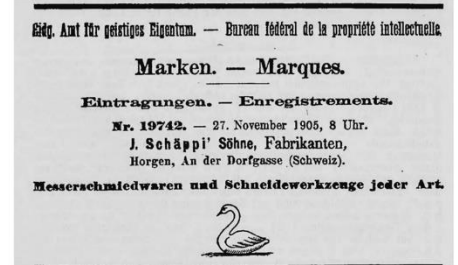 Eidg. Amt für geistiges Eigentum. — Bureau fédéral de la propriété intellectuelle.
Marken. — Marques.
Eintragungen. — Enregistrements.
Nr. 19742. — 27. November 1905, 8 Uhr.
J. Schäppi' Söhne, Fabrikanten,
Horgen, An der Dorfgasse (Schweiz).
Messerschmiedwaren und Schneidewerkzeuge jeder Art.